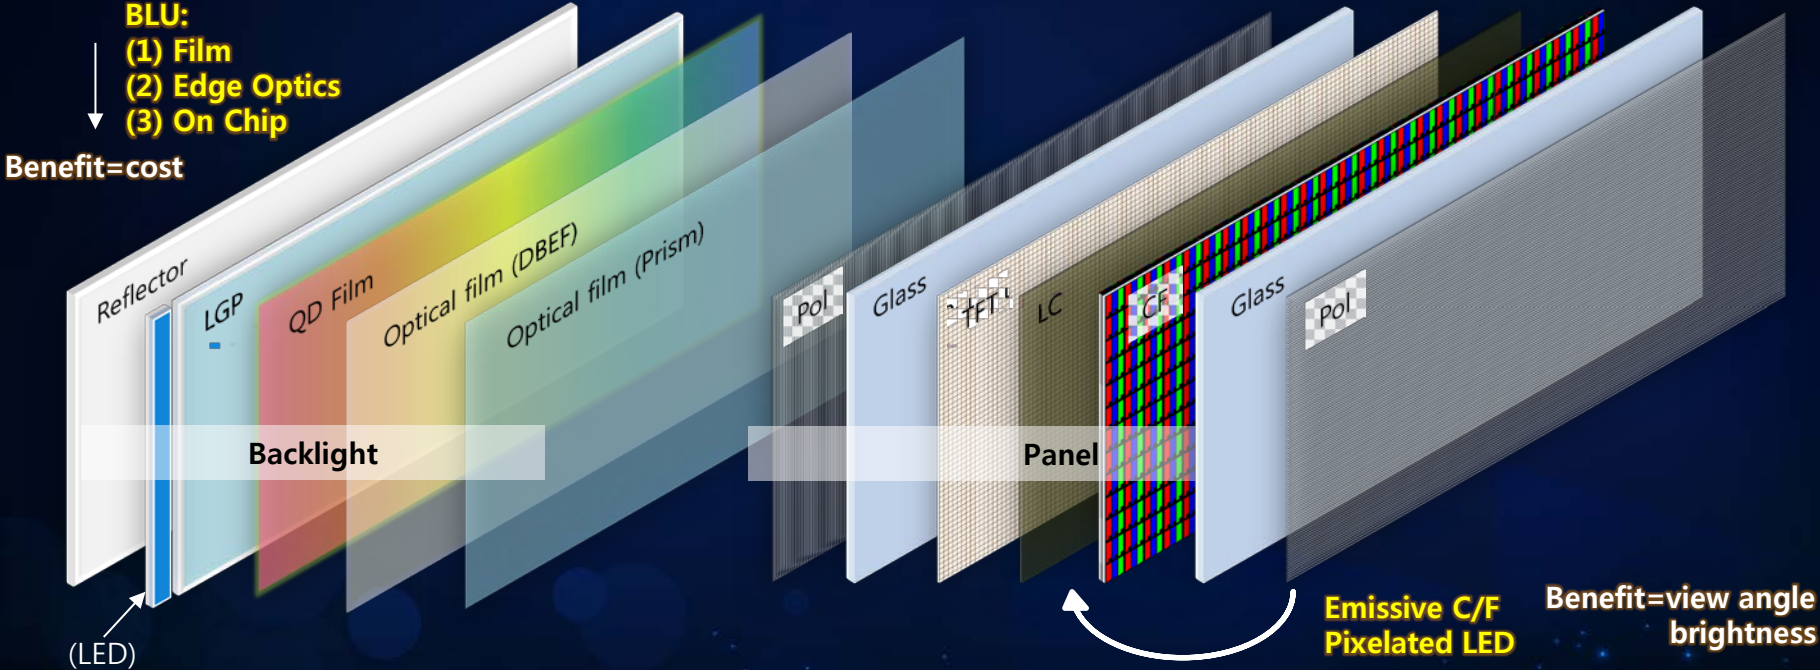 BLU:
(1) Film
(2) Edge Optics
(3) On Chip
Benefit=cost
Reflector
LGP
QD Film
Optical film (DBEF)
Optical film (Prism)
Pol
Glass
TFT
LC
CF
Glass
Pol
Backlight
Panel
(LED)
Emissive C/F
Pixelated LED
Benefit=view angle
brightness